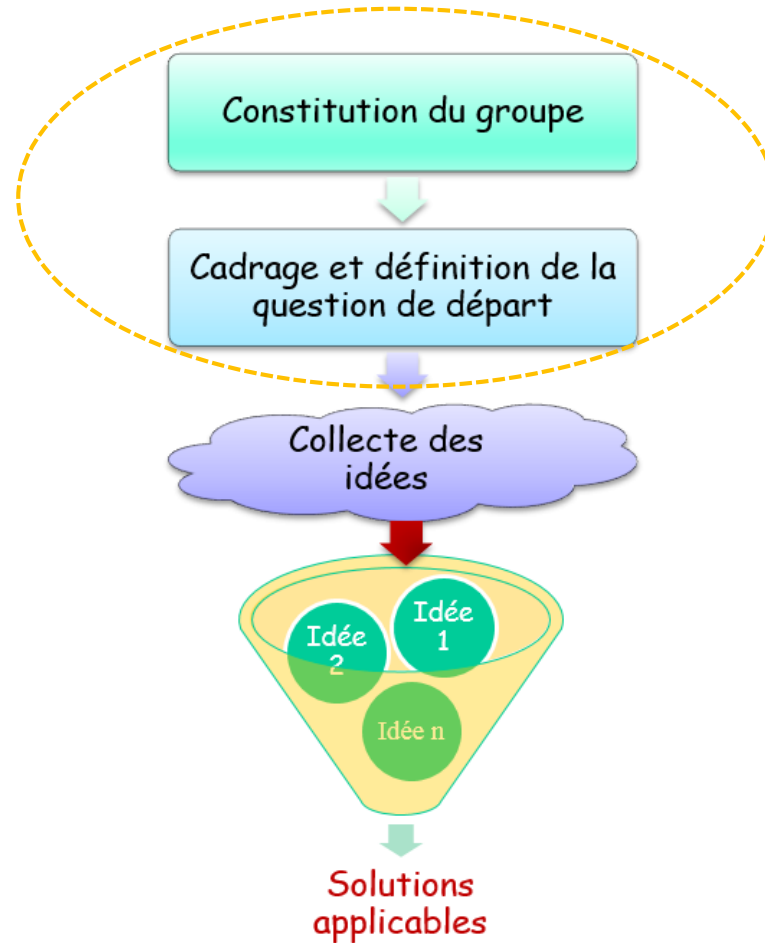 Constitution du groupe
Cadrage et définition de la
question de départ
Collecte des
idées
Idée
1
Idée
2
Idée n
Solutions
applicables